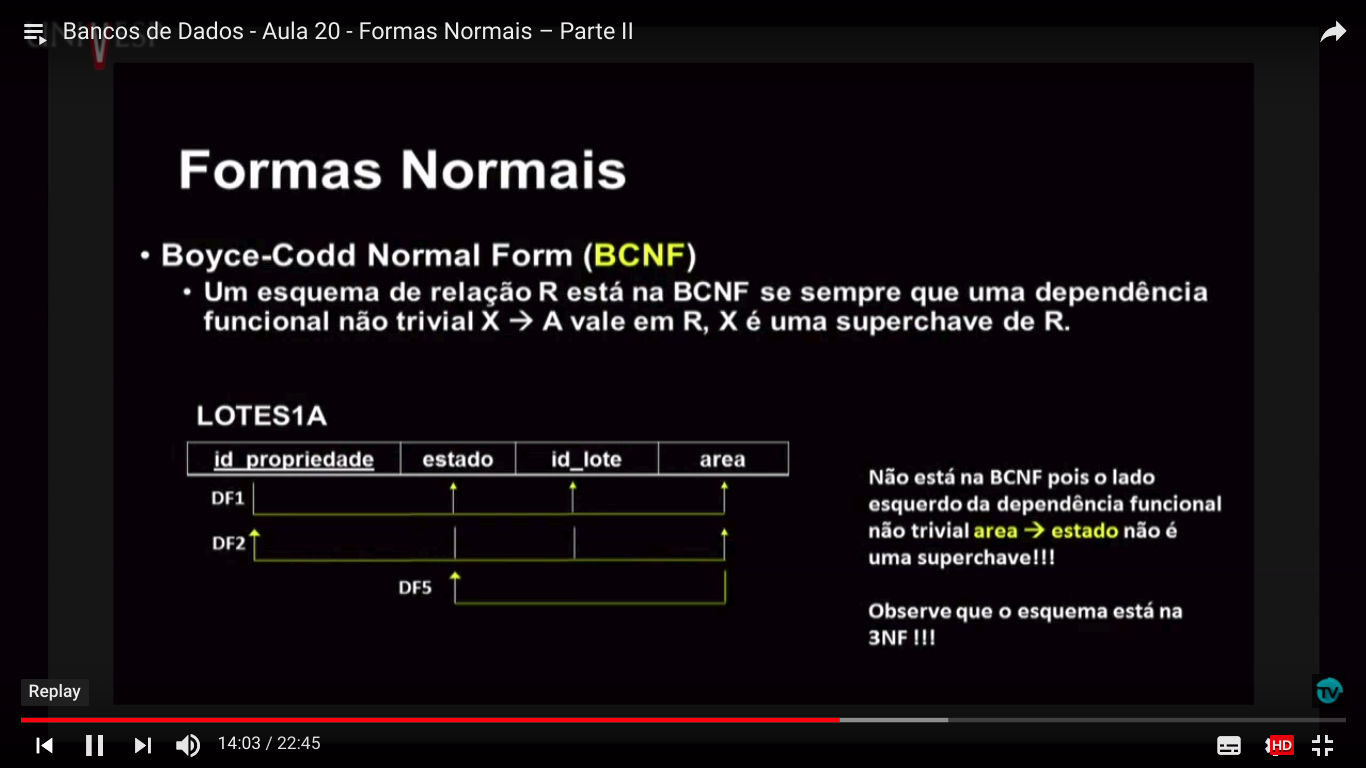 Bancos de Dados - Aula 20 - Formas Normais – Parte II
Formas Normais
• Boyce-Codd Normal Form (BCNF)
• Um esquema de relação R está na BCNF se sempre que uma dependência
funcional não trivial X → A vale em R, X é uma superchave de R.
LOTES1A
id_propriedade estado id_lote area
DF1
DF2
DF5
Não está na BCNF pois o lado
esquerdo da dependência funcional
não trivial area → estado não é
uma superchave!!!
Observe que o esquema está na
3NF !!!
Replay
TV
14:03 / 22:45
HD